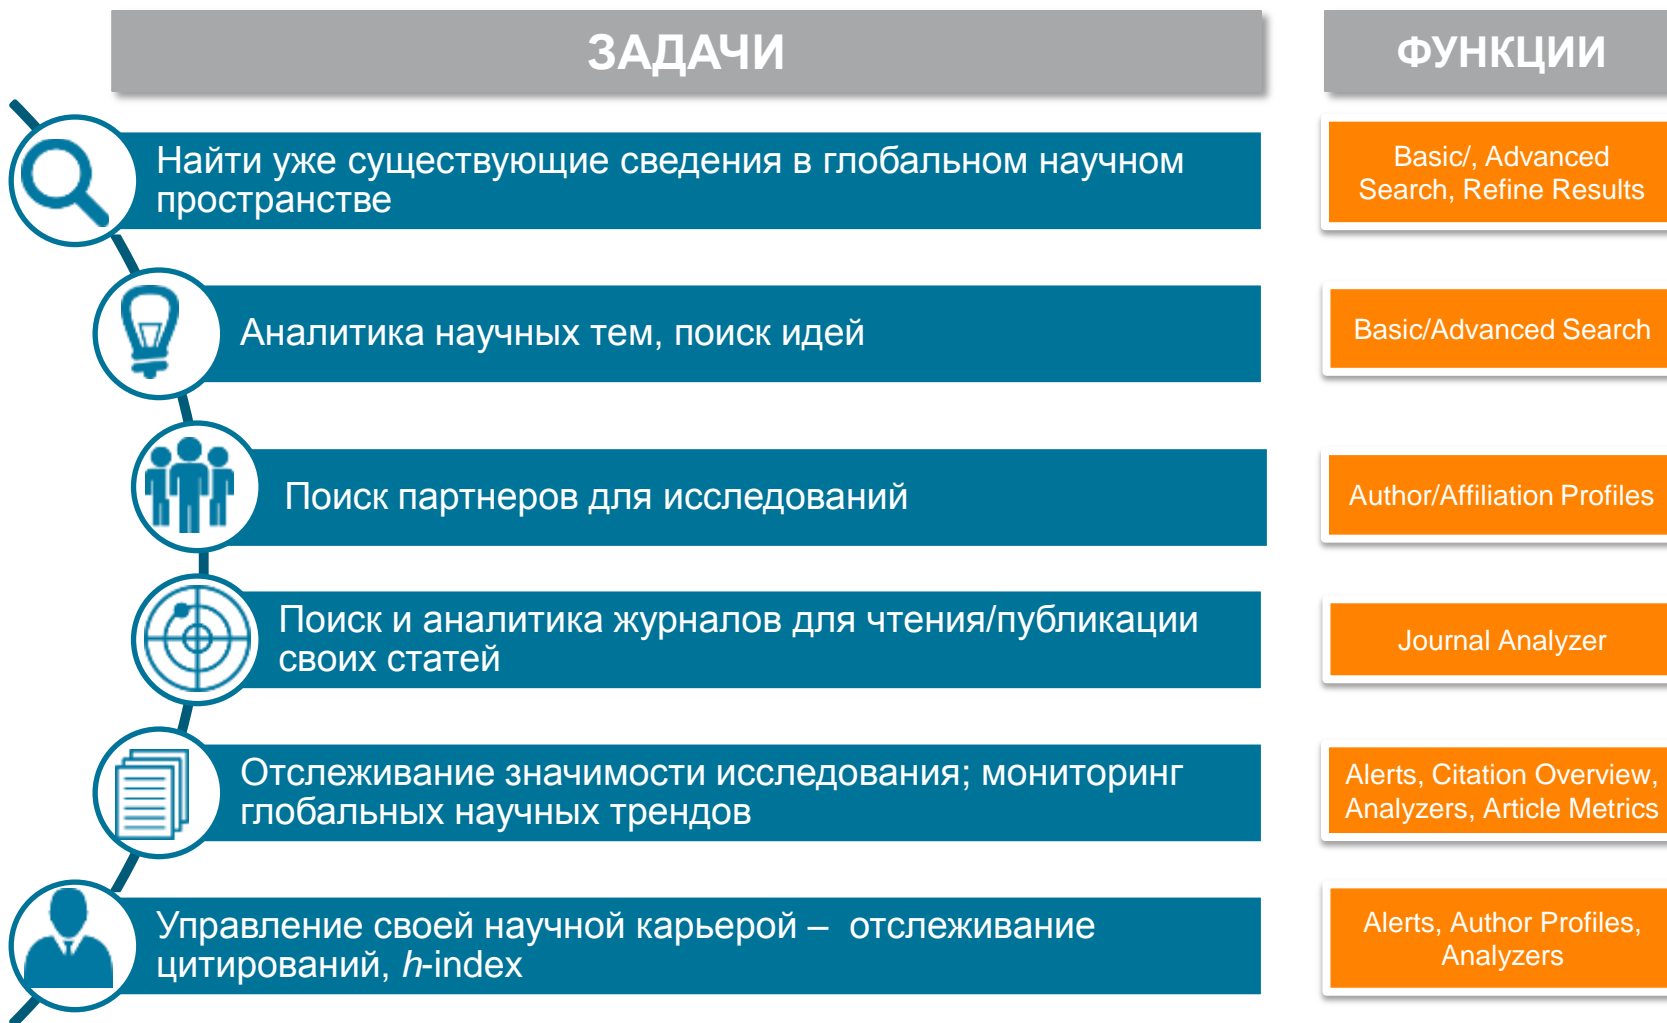 ЗАДАЧИ
ФУНКЦИИ
Найти уже существующие сведения в глобальном научном
пространстве
Basic/, Advanced
Search, Refine Results
Аналитика научных тем, поиск идей
Basic/Advanced Search
Поиск партнеров для исследований
Author/Affiliation Profiles
Поиск и аналитика журналов для чтения/публикации
своих статей
Journal Analyzer
Отслеживание значимости исследования; мониторинг
глобальных научных трендов
Alerts, Citation Overview,
Analyzers, Article Metrics
Управление своей научной карьерой – отслеживание
цитирований, h-index
Alerts, Author Profiles,
Analyzers